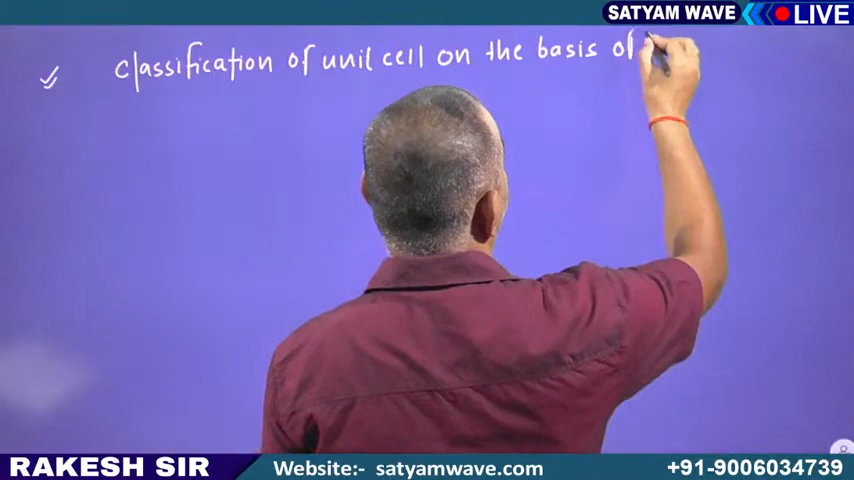 SATYAM WAVE LIVE
classification of unil cell on the basis of
RAKESH SIR Website:- satyamwave.com +91-9006034739